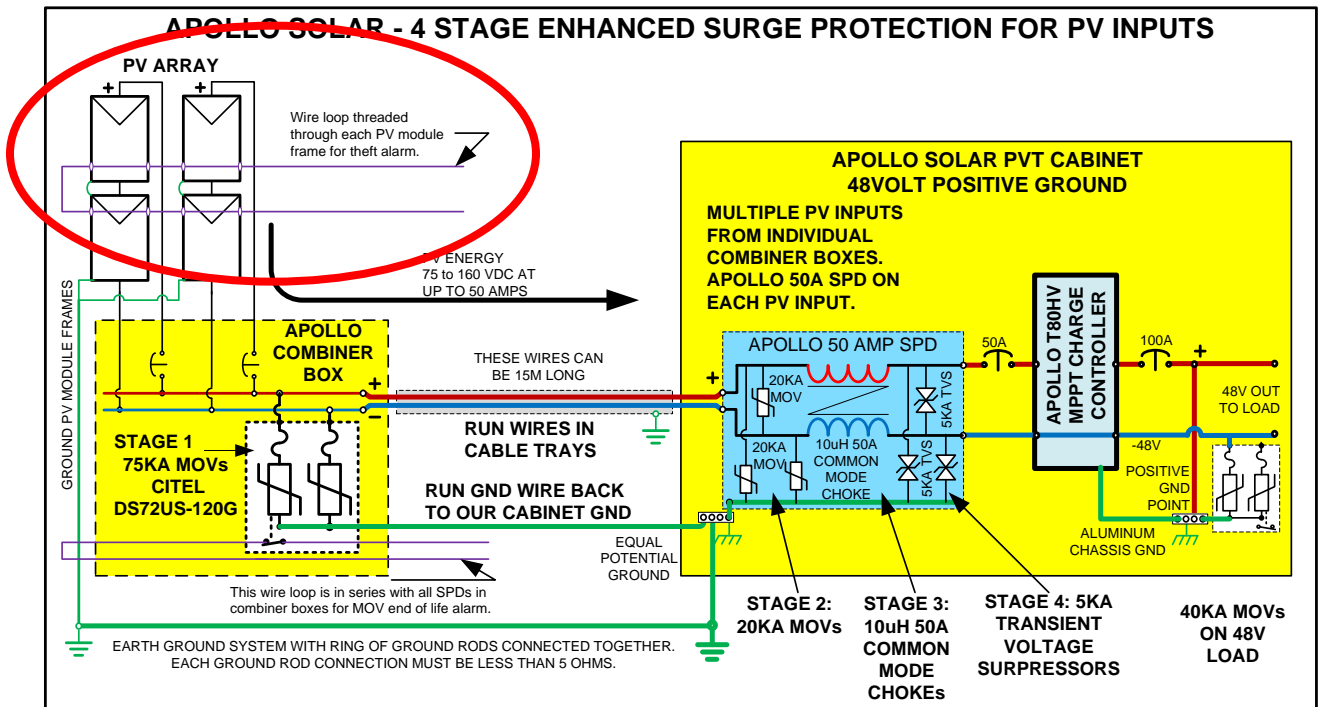 APOLLO SOLAR - 4 STAGE ENHANCED SURGE PROTECTION FOR PV INPUTS
PV ARRAY
+
+
Wire loop threaded
through each PV module
frame for theft alarm.
PV ENERGY
75 to 160 VDC AT
UP TO 50 AMPS
GROUND PV MODULE FRAMES
APOLLO
COMBINER
BOX
+
−
STAGE 1
75KA MOVs
CITEL
DS72US-120G
THESE WIRES CAN
BE 15M LONG
RUN WIRES IN
CABLE TRAYS
RUN GND WIRE BACK
TO OUR CABINET GND
EQUAL
POTENTIAL
GROUND
This wire loop is in series with all SPDs in
combiner boxes for MOV end of life alarm.
EARTH GROUND SYSTEM WITH RING OF GROUND RODS CONNECTED TOGETHER.
EACH GROUND ROD CONNECTION MUST BE LESS THAN 5 OHMS.
APOLLO SOLAR PVT CABINET
48VOLT POSITIVE GROUND
MULTIPLE PV INPUTS
FROM INDIVIDUAL
COMBINER BOXES.
APOLLO 50A SPD ON
EACH PV INPUT.
APOLLO 50 AMP SPD
+
−
20KA
MOV
20KA
MOV
10uH 50A
COMMON
MODE
CHOKE
5KA TVS
5KA TVS
50A
APOLLO T80HV
MPPT CHARGE
CONTROLLER
100A
+
48V OUT
TO LOAD
-48V
POSITIVE
GND
POINT
ALUMINUM
CHASSIS GND
STAGE 2:
20KA MOVs
STAGE 3:
10uH 50A
COMMON
MODE
CHOKEs
STAGE 4: 5KA
TRANSIENT
VOLTAGE
SURPRESSORS
40KA MOVs
ON 48V
LOAD